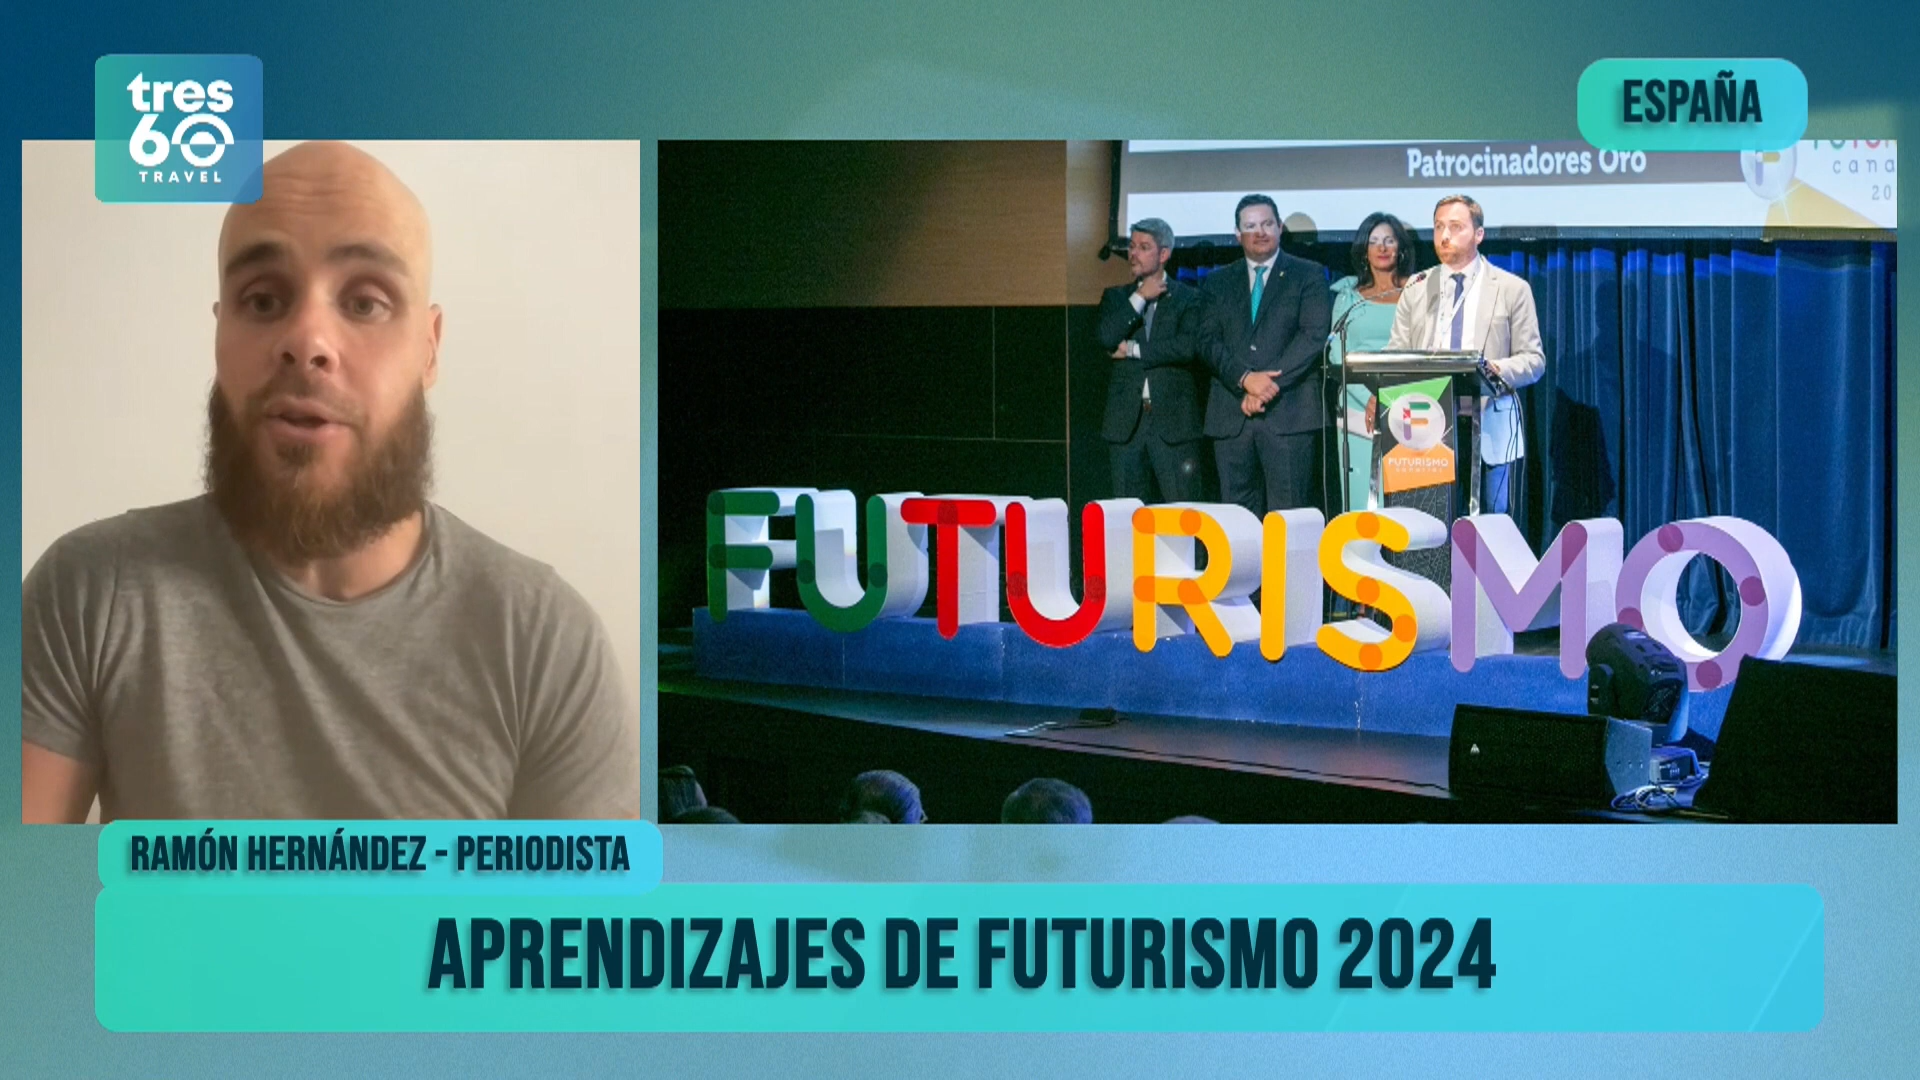 tres
60
TRAVEL
ESPAÑA
Patrocinadores Oro
FUTURISMO
FUTURISMO
RAMÓN HERNÁNDEZ - PERIODISTA
APRENDIZAJES DE FUTURISMO 2024